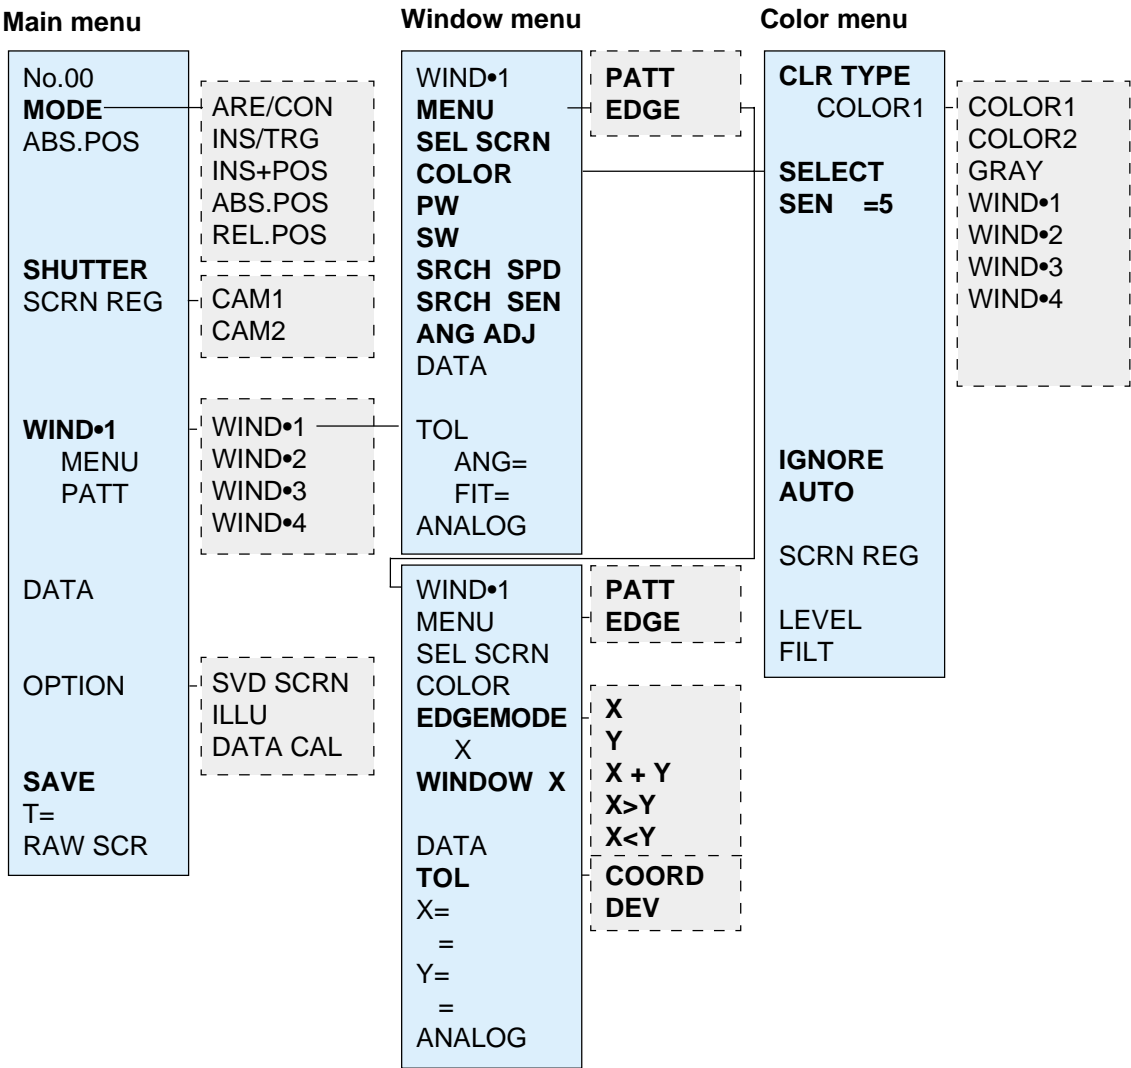 Main menu
No.00
MODE
ABS.POS
SHUTTER
SCRN REG
WIND•1
MENU
PATT
DATA
OPTION
SAVE
T=
RAW SCR
ARE/CON
INS/TRG
INS+POS
ABS.POS
REL.POS
CAM1
CAM2
WIND•1
WIND•2
WIND•3
WIND•4
SVD SCRN
ILLU
DATA CAL
Window menu
WIND•1
MENU
SEL SCRN
COLOR
PW
SW
SRCH SPD
SRCH SEN
ANG ADJ
DATA
TOL
ANG=
FIT=
ANALOG
PATT
EDGE
WIND•1
MENU
SEL SCRN
COLOR
EDGEMODE
X
WINDOW X
DATA
TOL
X=
=
Y=
=
ANALOG
PATT
EDGE
X
Y
X + Y
X>Y
X<Y
COORD
DEV
Color menu
CLR TYPE
COLOR1
SELECT
SEN =5
IGNORE
AUTO
SCRN REG
LEVEL
FILT
COLOR1
COLOR2
GRAY
WIND•1
WIND•2
WIND•3
WIND•4